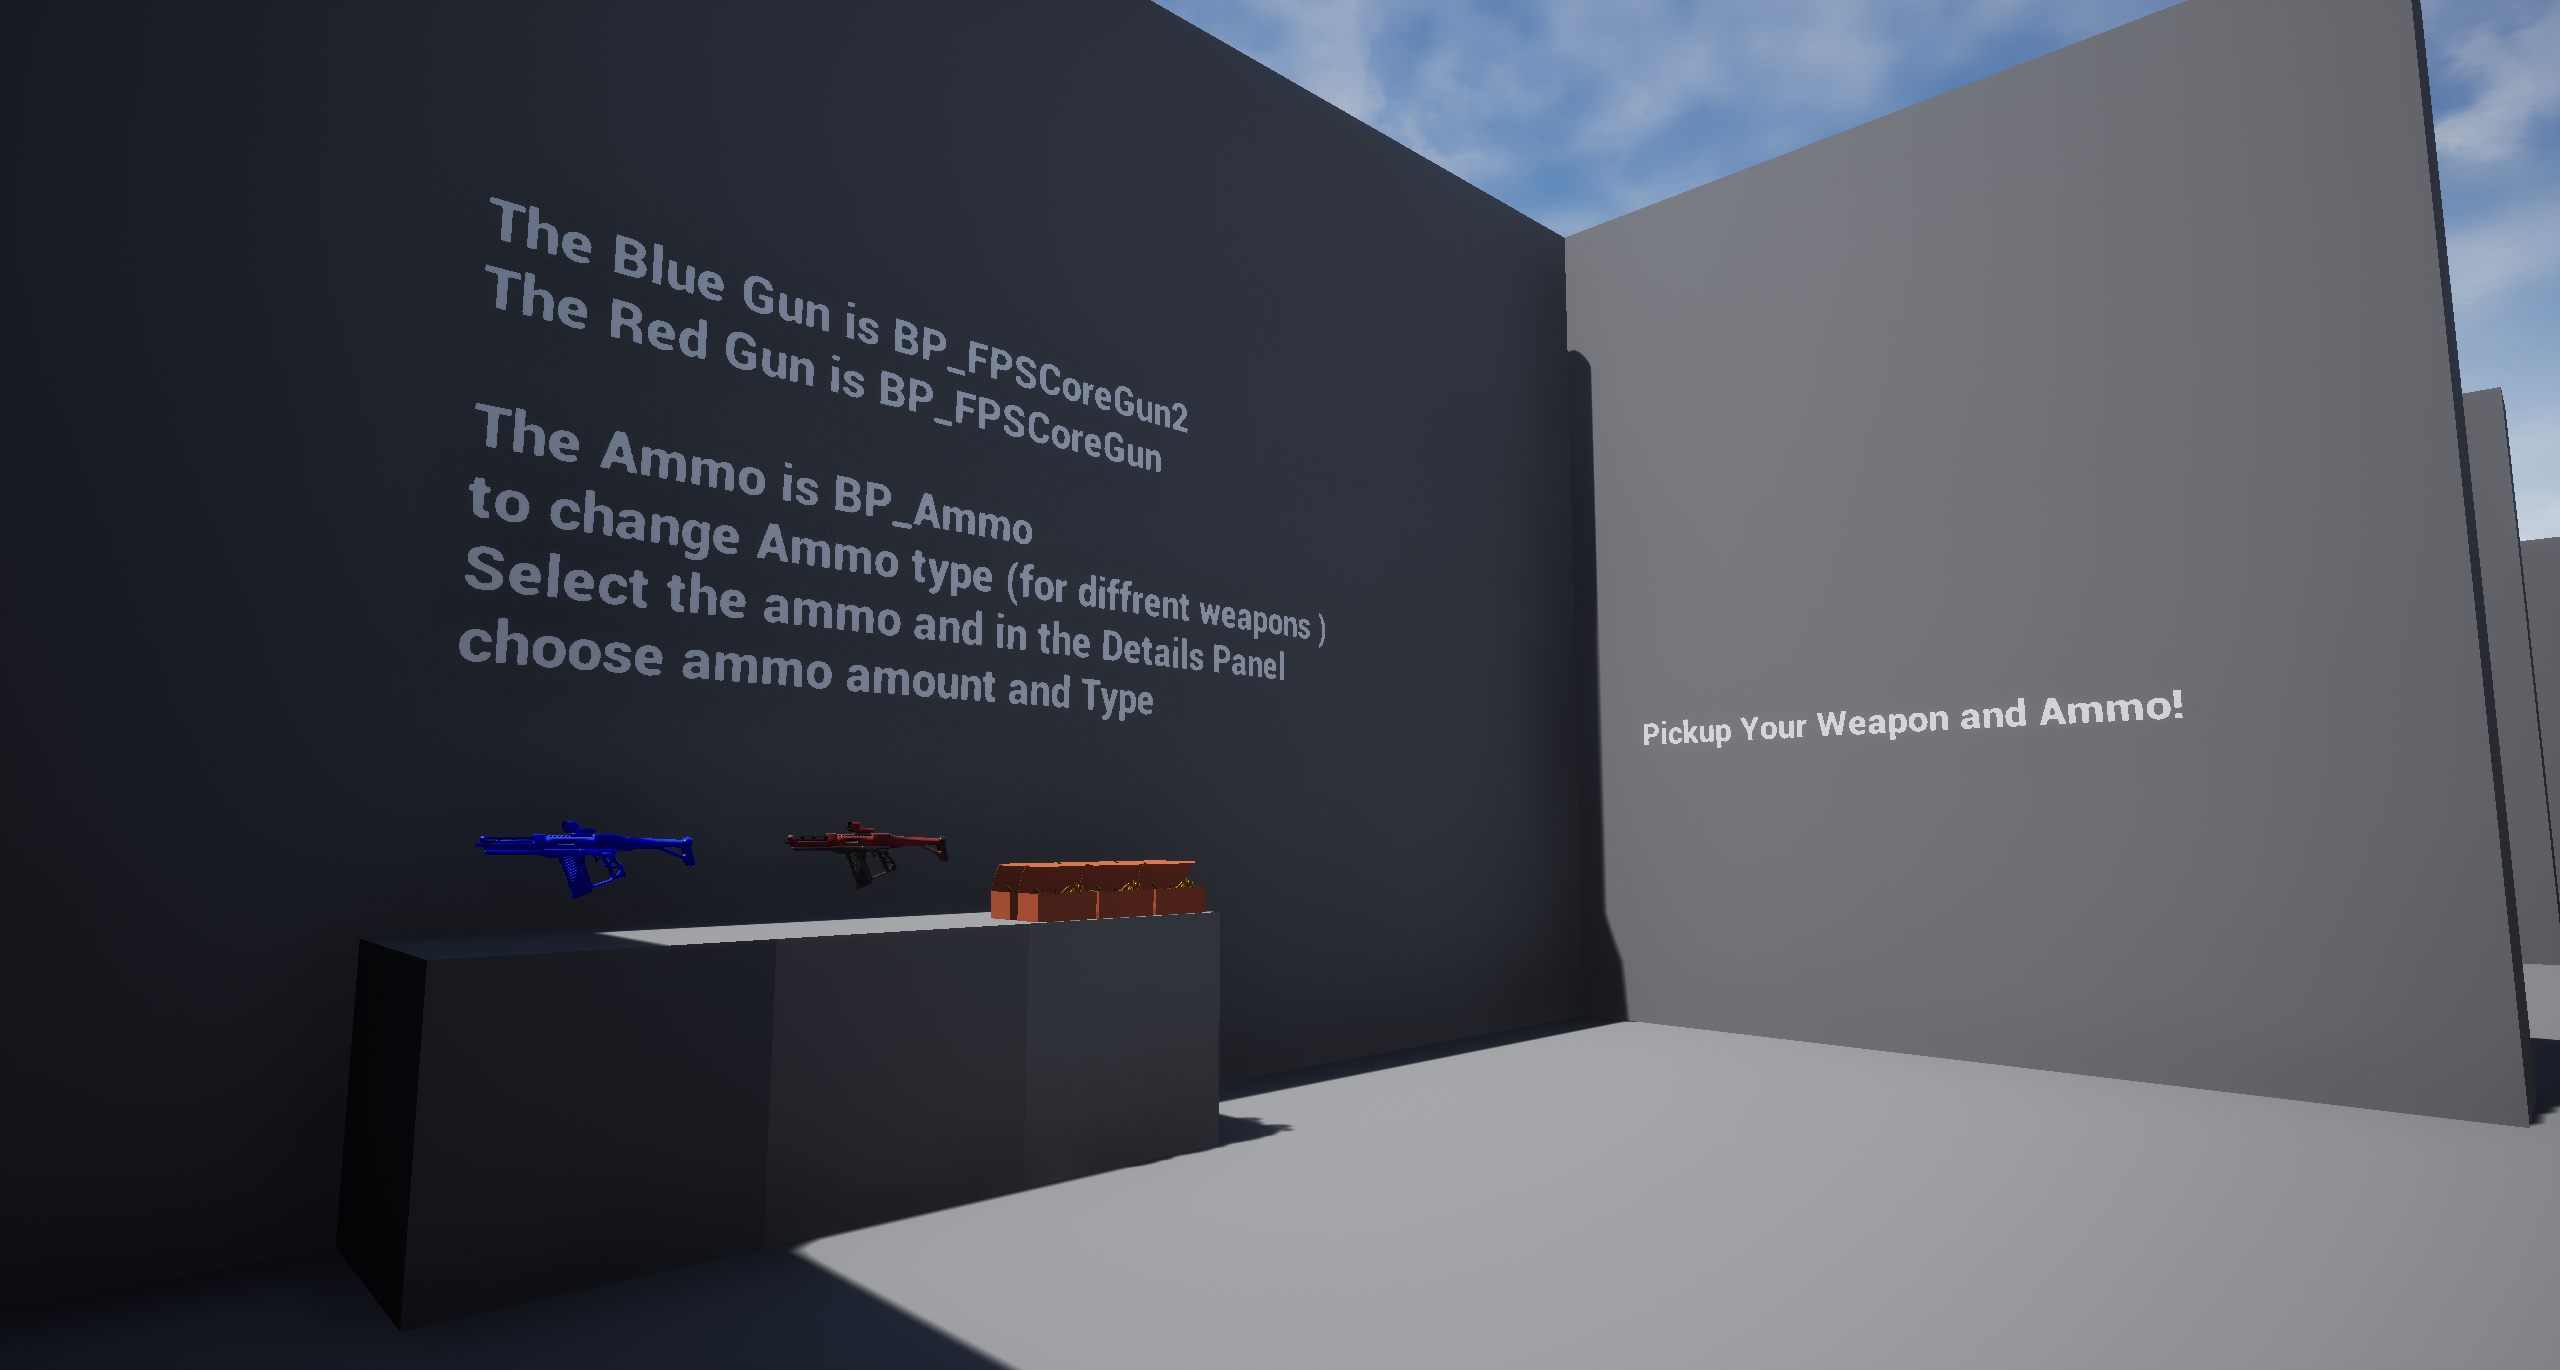 The Blue Gun is BP_FPSCoreGun2
The Red Gun is BP_FPSCoreGun
The Ammo is BP_Ammo
to change Ammo type (for diffrent weapons )
Select the ammo and in the Details Panel
choose ammo amount and Type
Pickup Your Weapon and Ammo!